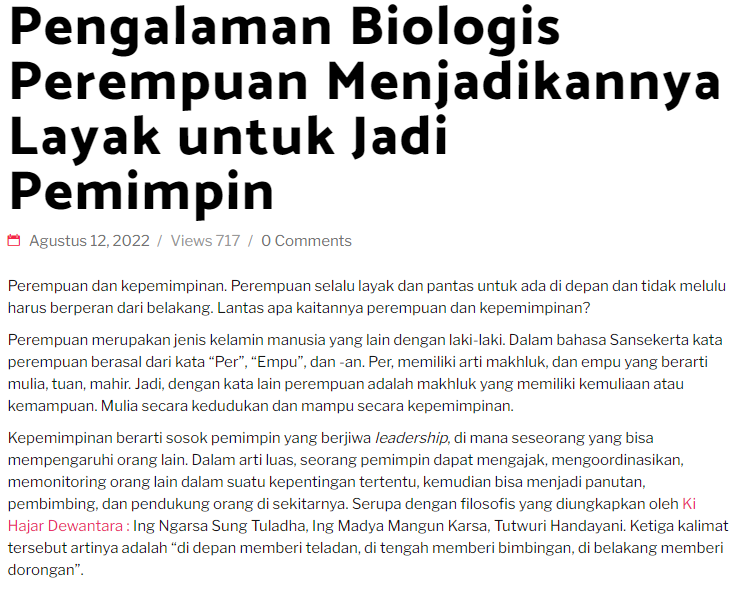 Pengalaman Biologis
Perempuan Menjadikannya
Layak untuk Jadi
Pemimpin
Agustus 12, 2022 / Views 717 / 0 Comments
Perempuan dan kepemimpinan. Perempuan selalu layak dan pantas untuk ada di depan dan tidak melulu
harus berperan dari belakang. Lantas apa kaitannya perempuan dan kepemimpinan?
Perempuan merupakan jenis kelamin manusia yang lain dengan laki-laki. Dalam bahasa Sansekerta kata
perempuan berasal dari kata “Per”, “Empu”, dan -an. Per, memiliki arti makhluk, dan empu yang berarti
mulia, tuan, mahir. Jadi, dengan kata lain perempuan adalah makhluk yang memiliki kemuliaan atau
kemampuan. Mulia secara kedudukan dan mampu secara kepemimpinan.
Kepemimpinan berarti sosok pemimpin yang berjiwa leadership, di mana seseorang yang bisa
mempengaruhi orang lain. Dalam arti luas, seorang pemimpin dapat mengajak, mengoordinasikan,
memonitoring orang lain dalam suatu kepentingan tertentu, kemudian bisa menjadi panutan,
pembimbing, dan pendukung orang di sekitarnya. Serupa dengan filosofis yang diungkapkan oleh Ki
Hajar Dewantara : Ing Ngarsa Sung Tuladha, Ing Madya Mangun Karsa, Tutwuri Handayani. Ketiga kalimat
tersebut artinya adalah “di depan memberi teladan, di tengah memberi bimbingan, di belakang memberi
dorongan”.